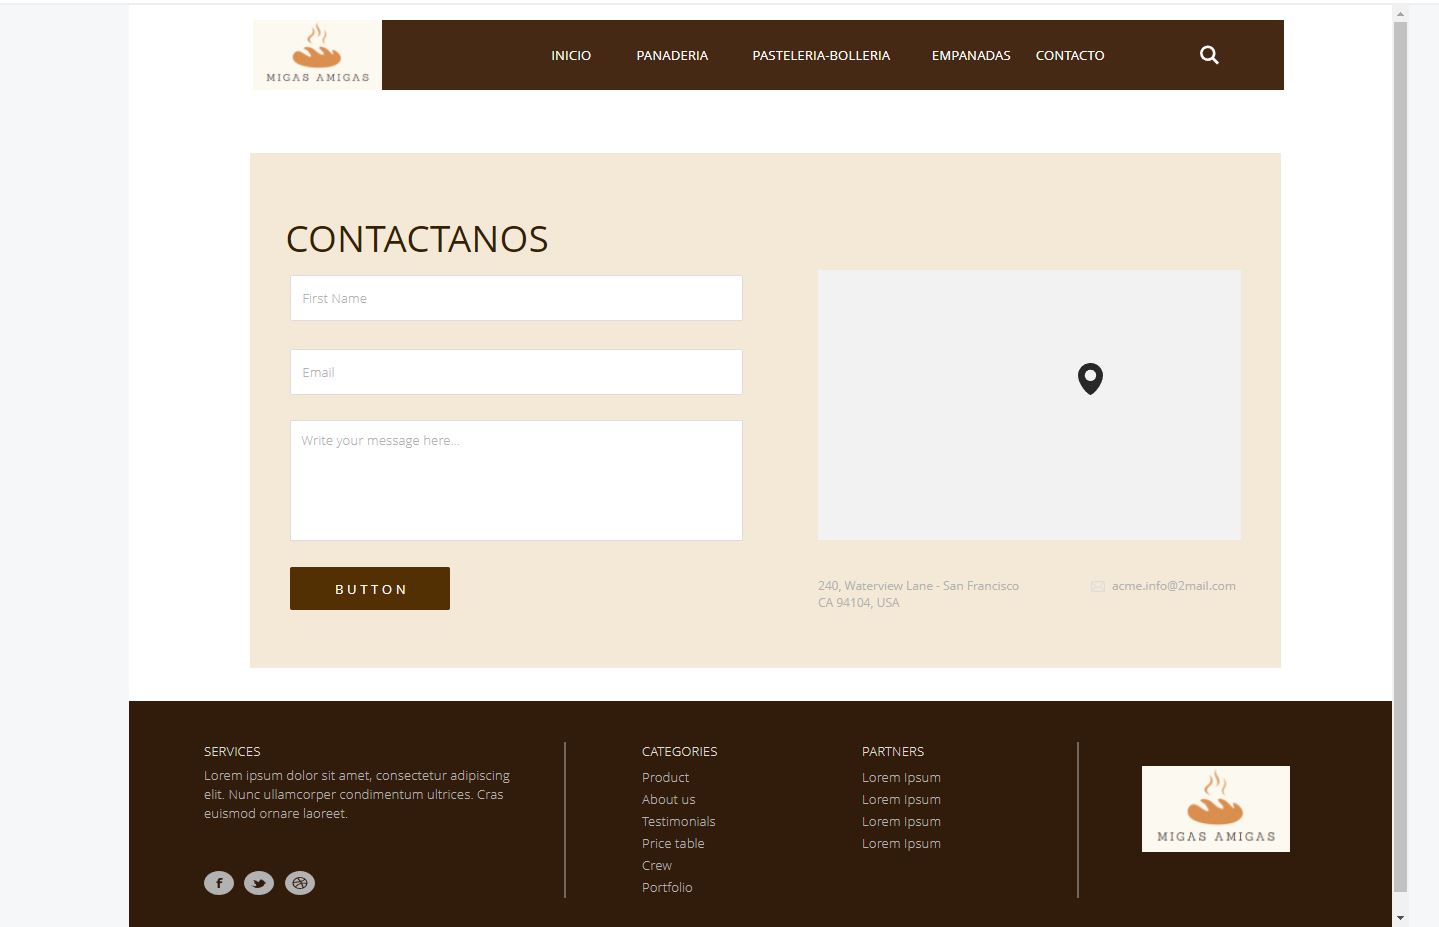 MIGAS AMIGAS
INICIO
PANADERIA
PASTELERIA-BOLLERIA
EMPANADAS
CONTACTO
CONTACTANOS
First Name
Email
Write your message here...
BUTTON
240, Waterview Lane - San Francisco
CA 94104, USA
acme.info@2mail.com
SERVICES
Lorem ipsum dolor sit amet, consectetur adipiscing
elit. Nunc ullamcorper condimentum ultrices. Cras
euismod ornare laoreet.
CATEGORIES
Product
About us
Testimonials
Price table
Crew
Portfolio
PARTNERS
Lorem Ipsum
Lorem Ipsum
Lorem Ipsum
Lorem Ipsum
MIGAS AMIGAS